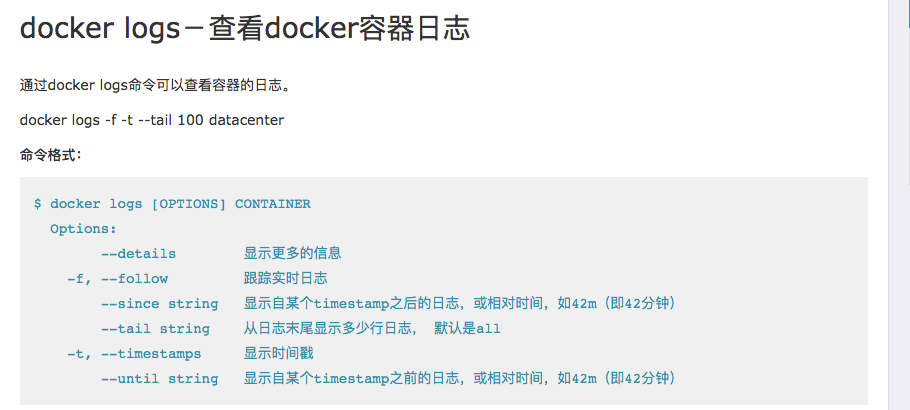 docker logs－查看docker容器日志
通过docker logs命令可以查看容器的日志。
docker logs -f -t --tail 100 datacenter
命令格式：
$ docker logs [OPTIONS] CONTAINER
Options:
--details 显示更多的信息
-f, --follow 跟踪实时日志
--since string 显示自某个timestamp之后的日志，或相对时间，如42m（即42分钟）
--tail string 从日志末尾显示多少行日志， 默认是all
-t, --timestamps 显示时间戳
--until string 显示自某个timestamp之前的日志，或相对时间，如42m（即42分钟）